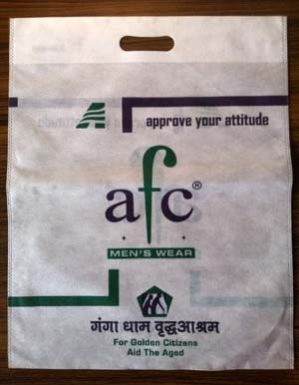 approve your attitude
afc®
MEN'S WEAR
गंगा धाम वृद्धआश्रम
For Golden Citizens
Aid The Aged